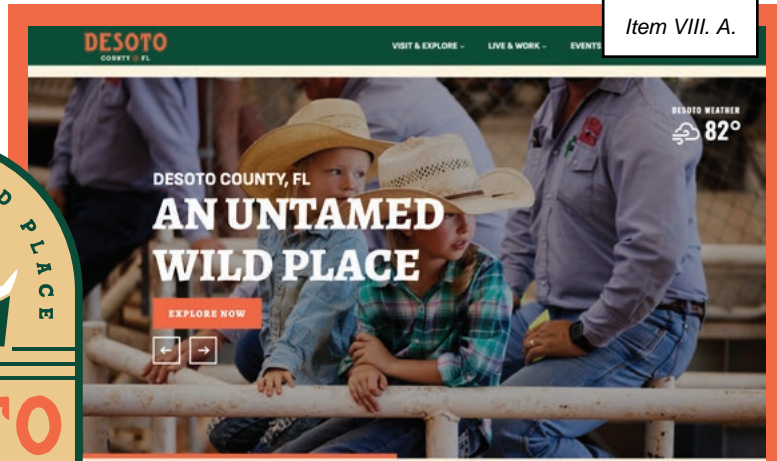 Item VIII. A.
DESOTO
COUNTY FL
VISIT & EXPLORE
LIVE & WORK
EVENTS
DESOTO WEATHER
82°
DESOTO COUNTY, FL
AN UNTAMED
WILD PLACE
EXPLORE NOW
D PLACE
TO